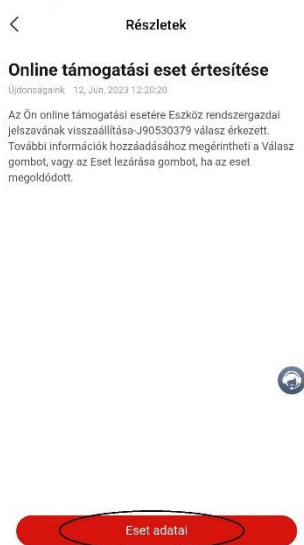 Részletek
Online támogatási eset értesítése
Újdonságaink 12, Jún, 2023 12:20:20
Az Ön online támogatási esetére Eszköz rendszergazdai
jelszavának visszaállítása-J90530379 válasz érkezett.
További információk hozzáadásához megérintheti a Válasz
gombot, vagy az Eset lezárása gombot, ha az eset
megoldódott.
Eset adatai